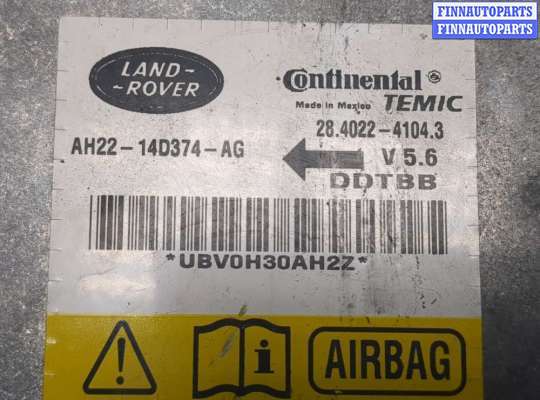 FINNAUTOPARTS
FINNAUTOPARTS
LAND-
-ROVER
Continental
Made in Mexico TEMIC
28.4022-4104.3
AH22-14D374-AG
V 5.6
DDTBB
*UBV0H30AH2Z*
i
AIRBAG